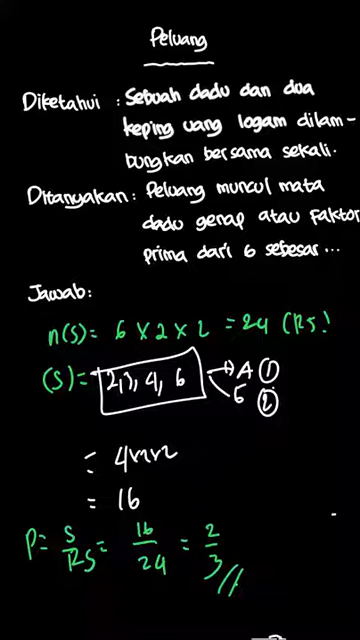 Peluang
Diketahui : Sebuah dadu dan dua
keping uang logam dilam-
bungkan bersama sekali.
Ditanyakan : Peluang muncul mata
dadu genap atau faktor
prima dari 6 sebesar ...
Jawab:
n(s) = 6 x 2 x 2 = 24 (RS)
(S) = 2,3, 4, 6 → A ①
G ②
= 4x2x2
= 16
P = S/RS = 16/24 = 2/3 //